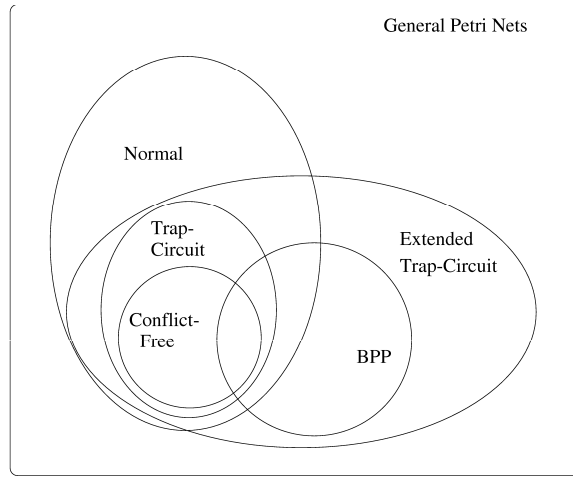 General Petri Nets
Normal
Trap-
Circuit
Extended
Trap-Circuit
Conflict-
Free
BPP